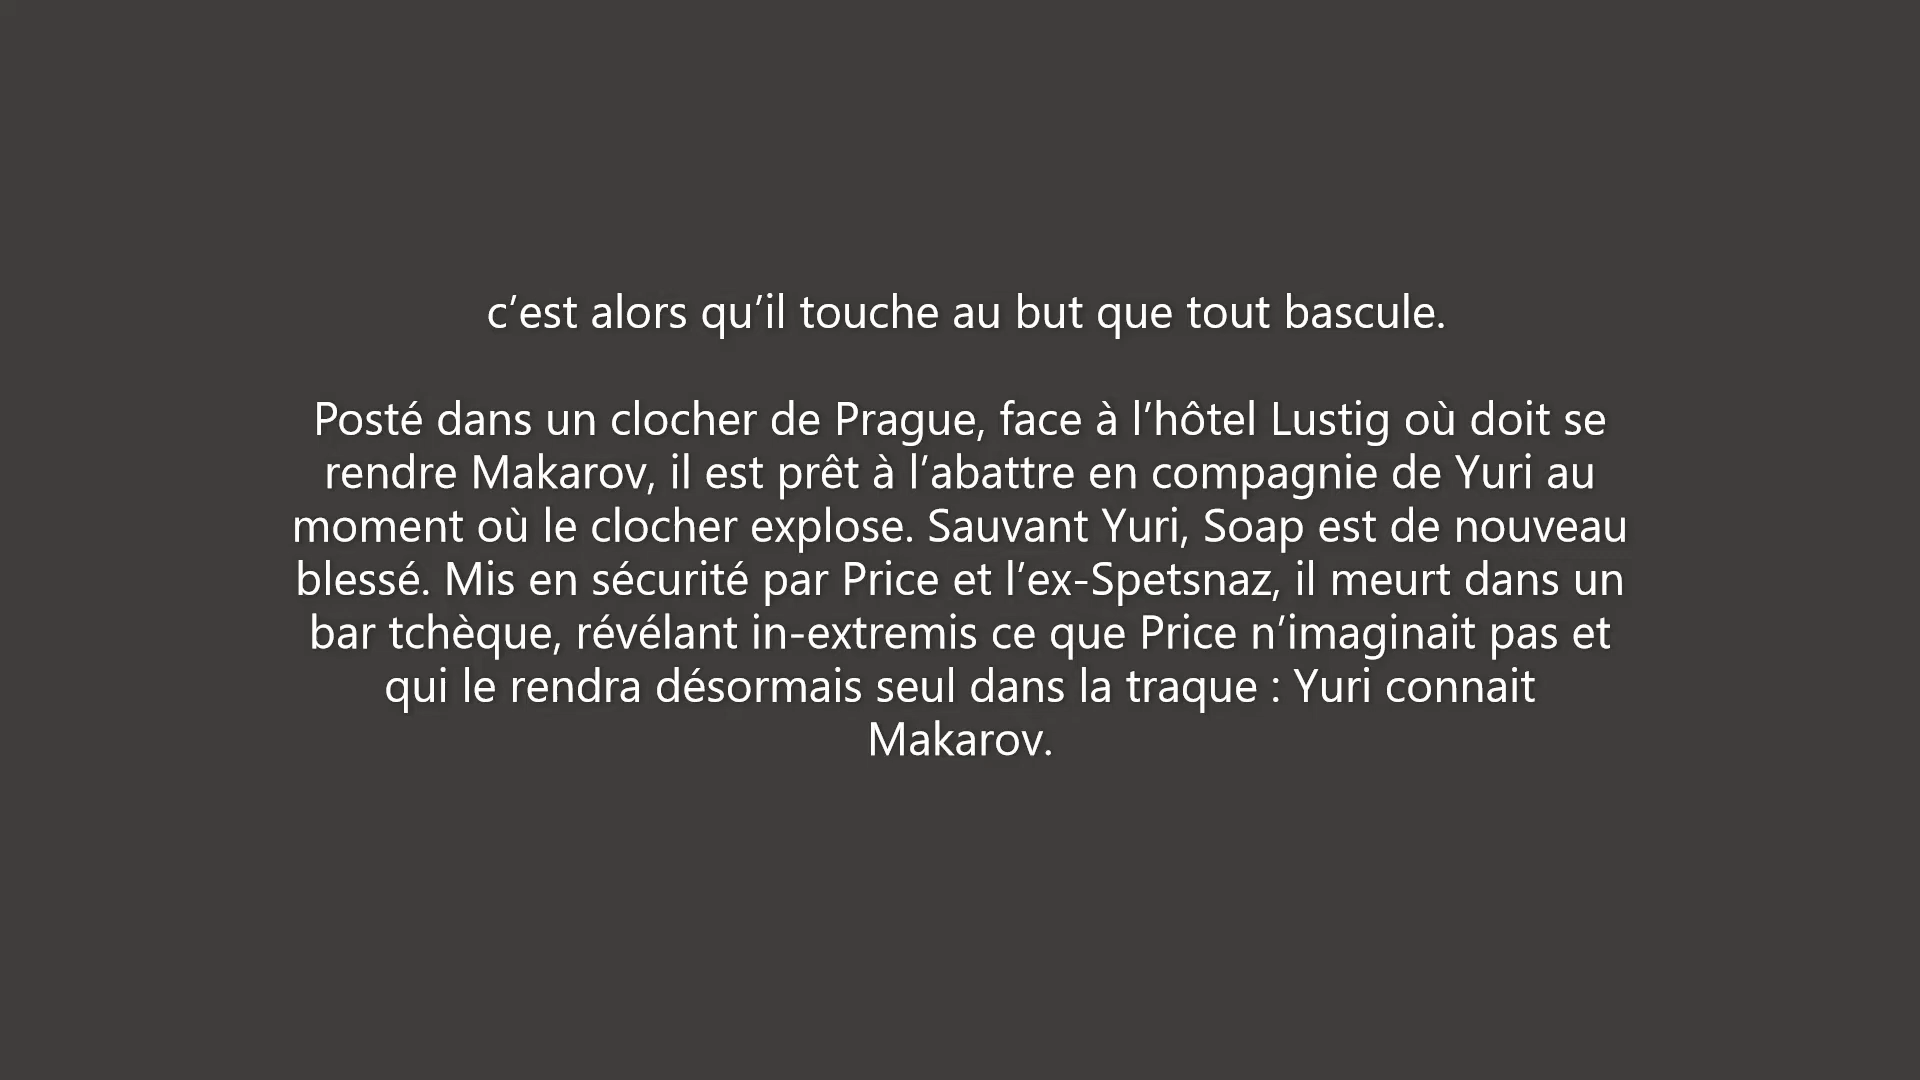 c’est alors qu’il touche au but que tout bascule.
Posté dans un clocher de Prague, face à l’hôtel Lustig où doit se
rendre Makarov, il est prêt à l’abattre en compagnie de Yuri au
moment où le clocher explose. Sauvant Yuri, Soap est de nouveau
blessé. Mis en sécurité par Price et l’ex-Spetsnaz, il meurt dans un
bar tchèque, révélant in-extremis ce que Price n’imaginait pas et
qui le rendra désormais seul dans la traque : Yuri connait
Makarov.